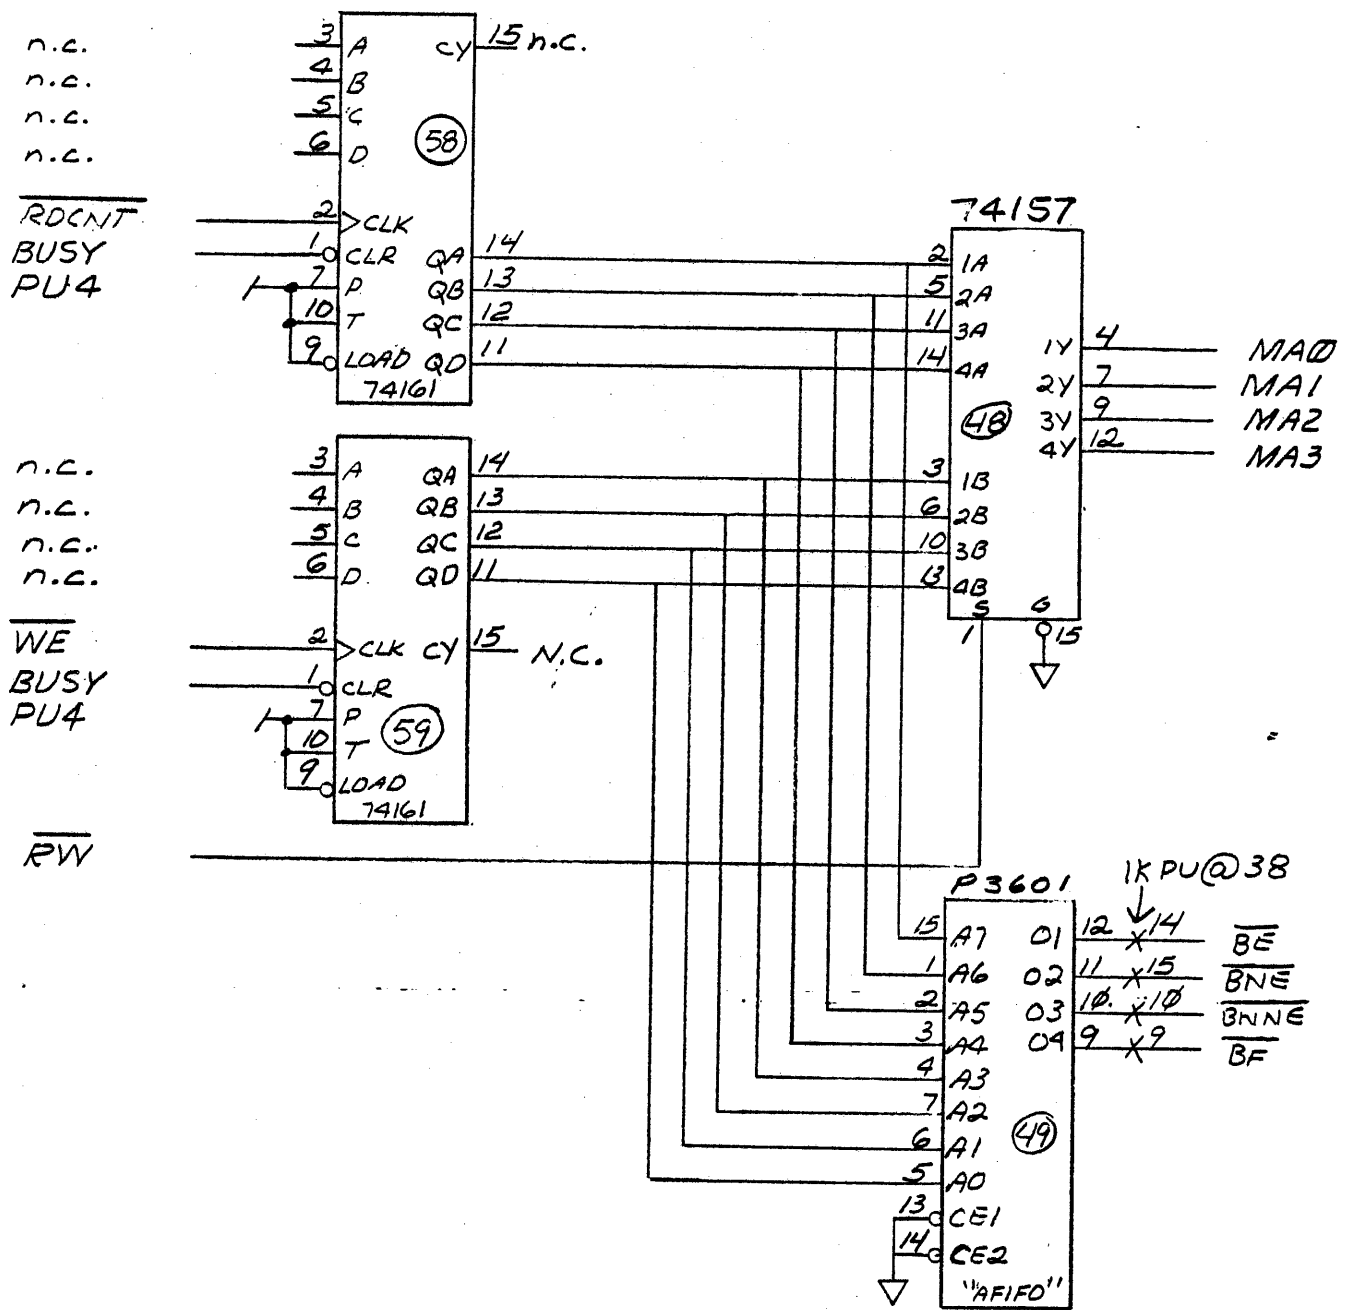 n.c. 3 A CY 15 n.c.
n.c. 4 B
n.c. 5 C
n.c. 6 D
58
RDCNT 2 CLK
BUSY 1 CLR QA 14
PU4 7 P QB 13
10 T QC 12
9 LOAD QD 11
74161
74157
2 1A
5 2A
11 3A
14 4A
1Y 4 MA0
2Y 7 MA1
3Y 9 MA2
4Y 12 MA3
48
3 1B
6 2B
10 3B
13 4B
S G
1 15
n.c. 3 A QA 14
n.c. 4 B QB 13
n.c. 5 C QC 12
n.c. 6 D QD 11
WE 2 CLK CY 15 N.C.
BUSY 1 CLR
PU4 7 P
59
10 T
9 LOAD
74161
RW
P3601
1K PU@38
15 A7 O1 12 X 14 BE
1 A6 O2 11 X 15 BNE
2 A5 O3 10 X 10 BNNE
3 A4 O4 9 X 9 BF
4 A3
7 A2
6 A1
49
5 A0
13 CE1
14 CE2
"AFIFO"